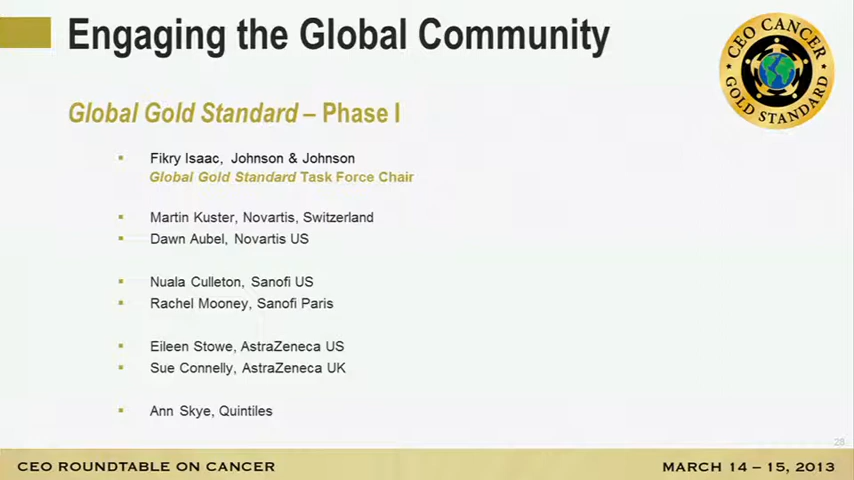 Engaging the Global Community
CEO CANCER
GOLD STANDARD
Global Gold Standard – Phase I
Fikry Isaac, Johnson & Johnson
Global Gold Standard Task Force Chair
Martin Kuster, Novartis, Switzerland
Dawn Aubel, Novartis US
Nuala Culleton, Sanofi US
Rachel Mooney, Sanofi Paris
Eileen Stowe, AstraZeneca US
Sue Connelly, AstraZeneca UK
Ann Skye, Quintiles
28
CEO ROUNDTABLE ON CANCER
MARCH 14 – 15, 2013